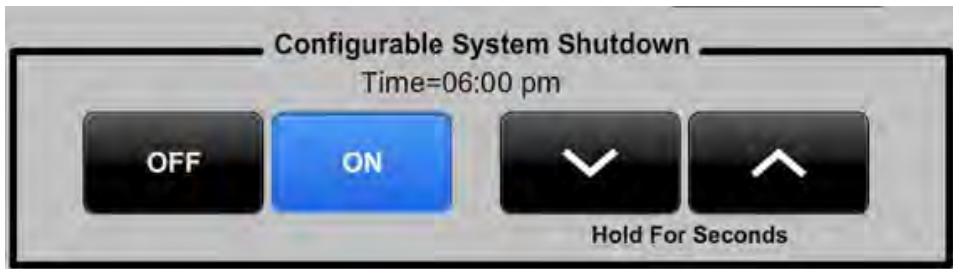 Configurable System Shutdown
Time=06:00 pm
OFF ON
Hold For Seconds